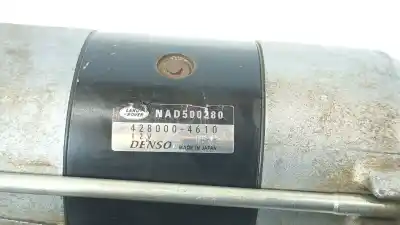 LAND ROVER
NAD500280
428000-4610
12V
DENSO MADE IN JAPAN